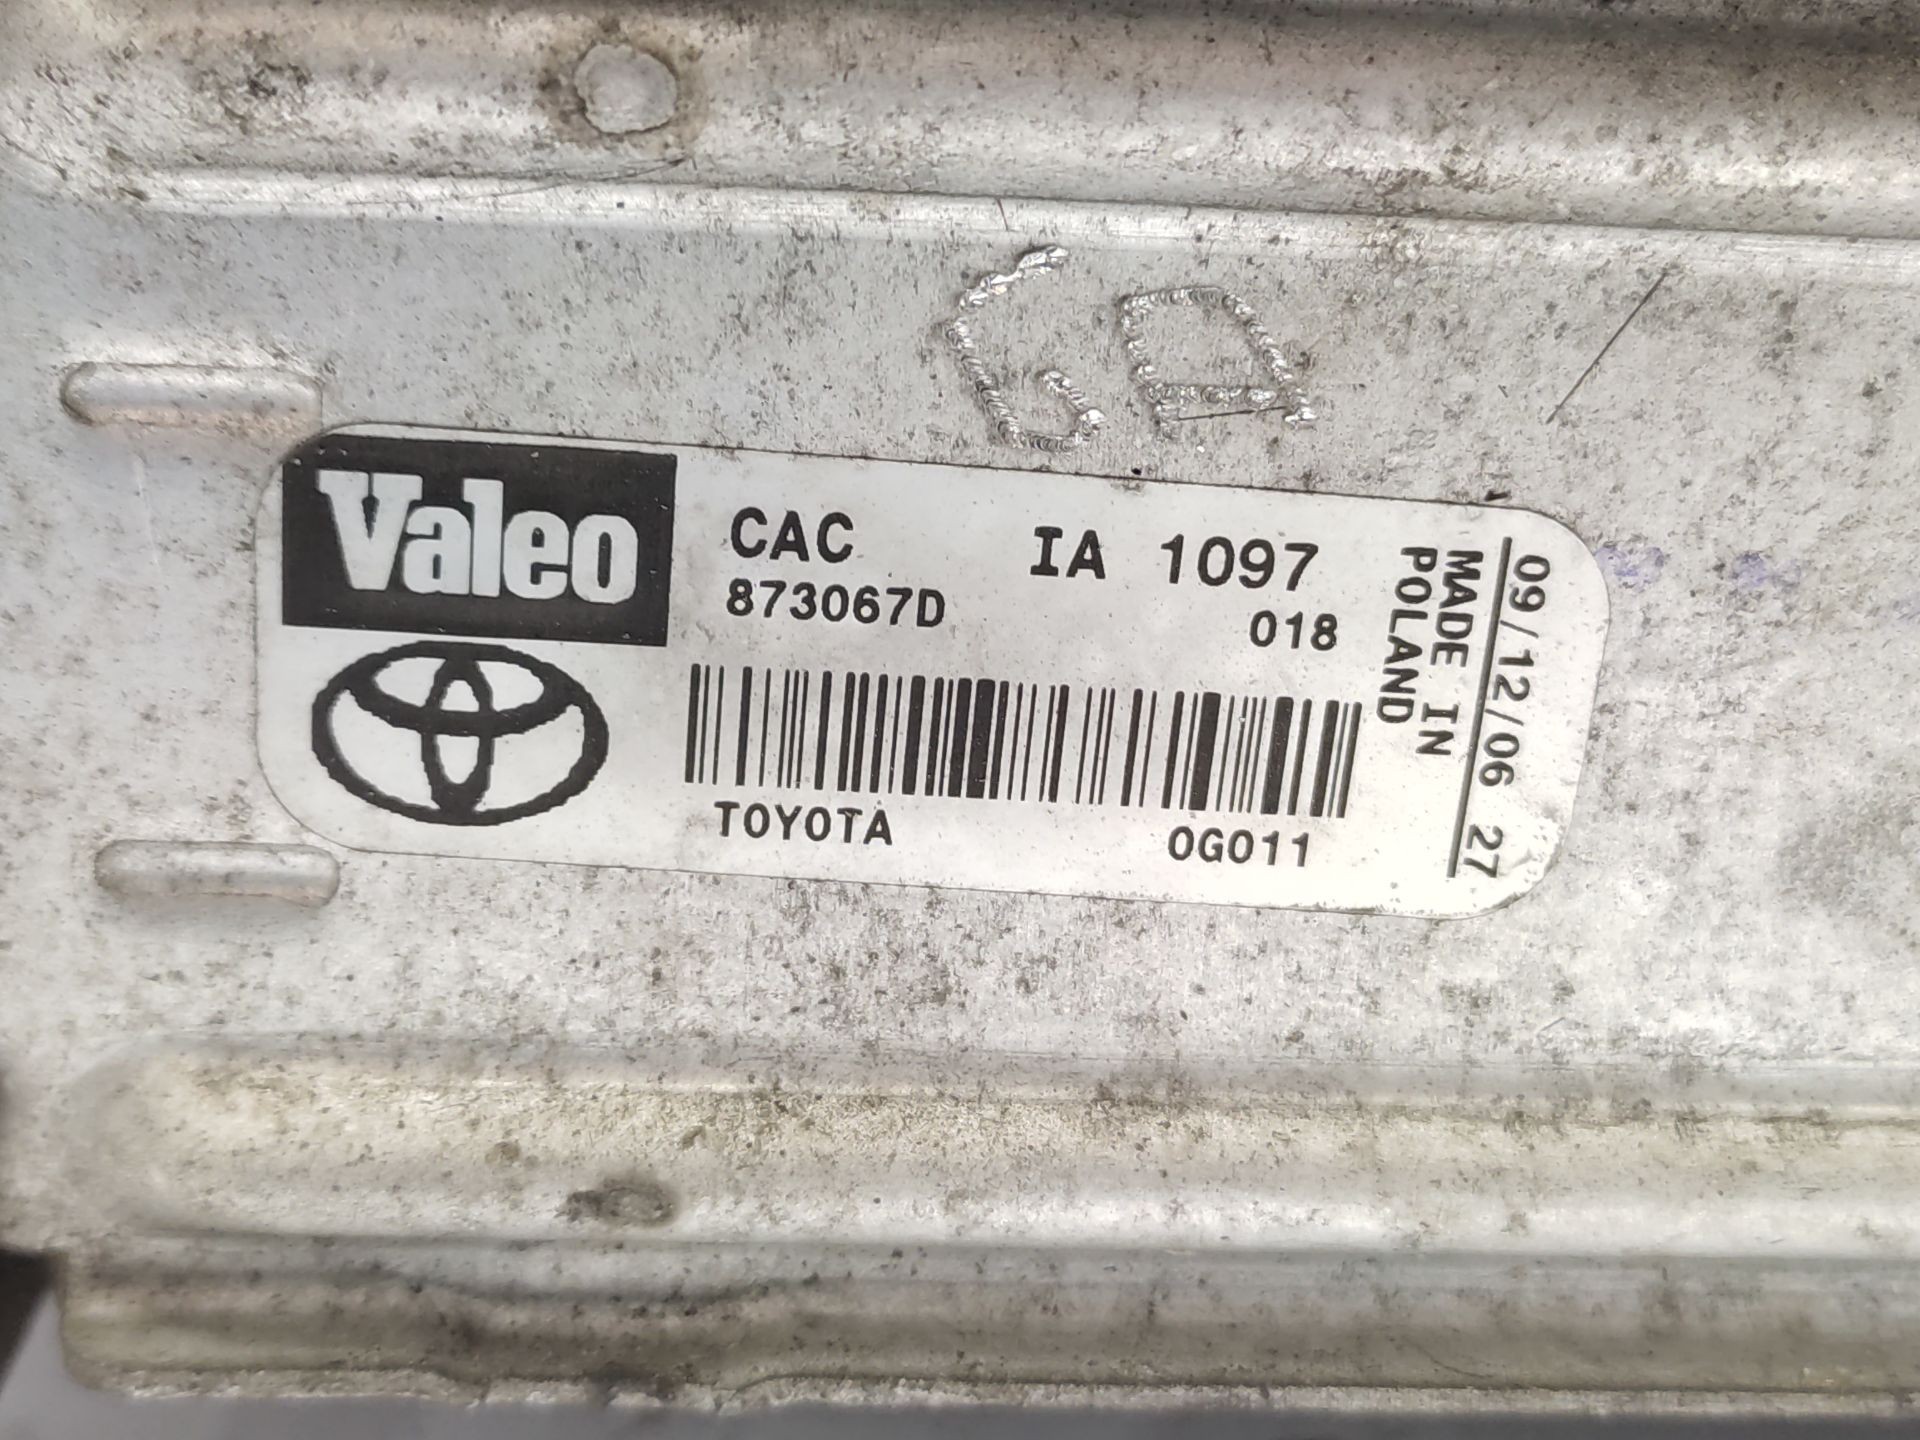 GA
Valeo
CAC IA 1097
873067D 018
TOYOTA 0G011
MADE IN
POLAND
09/12/06 27